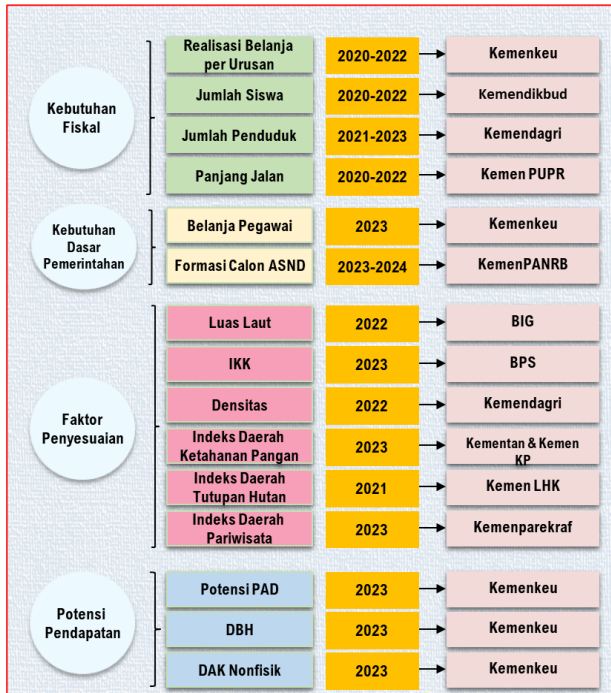 Kebutuhan
Fiskal
Realisasi Belanja
per Urusan
2020-2022
Kemenkeu
Jumlah Siswa
2020-2022
Kemendikbud
Jumlah Penduduk
2021-2023
Kemendagri
Panjang Jalan
2020-2022
Kemen PUPR
Kebutuhan
Dasar
Pemerintahan
Belanja Pegawai
2023
Kemenkeu
Formasi Calon ASND
2023-2024
KemenPANRB
Faktor
Penyesuaian
Luas Laut
2022
BIG
IKK
2023
BPS
Densitas
2022
Kemendagri
Indeks Daerah
Ketahanan Pangan
2023
Kementan & Kemen
KP
Indeks Daerah
Tutupan Hutan
2021
Kemen LHK
Indeks Daerah
Pariwisata
2023
Kemenparekraf
Potensi
Pendapatan
Potensi PAD
2023
Kemenkeu
DBH
2023
Kemenkeu
DAK Nonfisik
2023
Kemenkeu